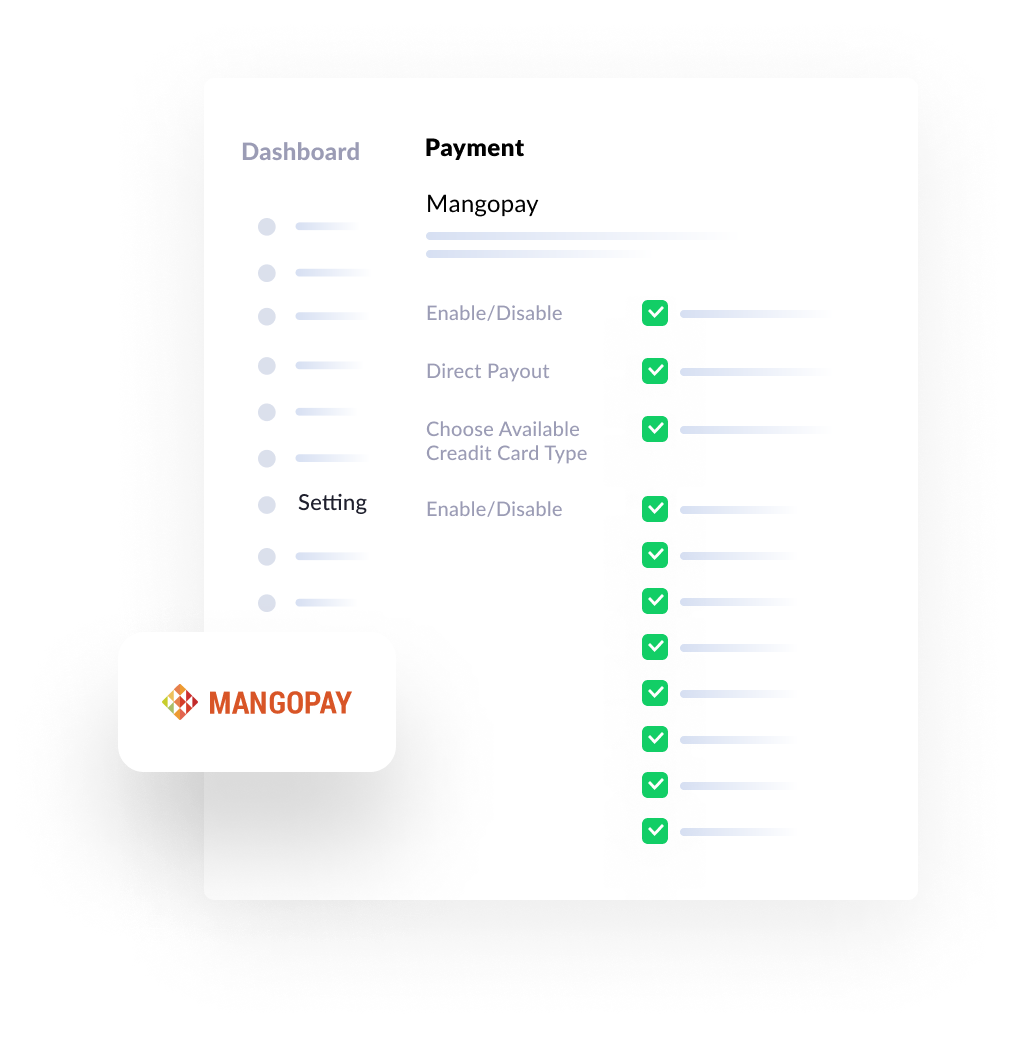 Dashboard
Payment
Mangopay
Enable/Disable
Direct Payout
Choose Available
Creadit Card Type
Setting
Enable/Disable
MANGOPAY